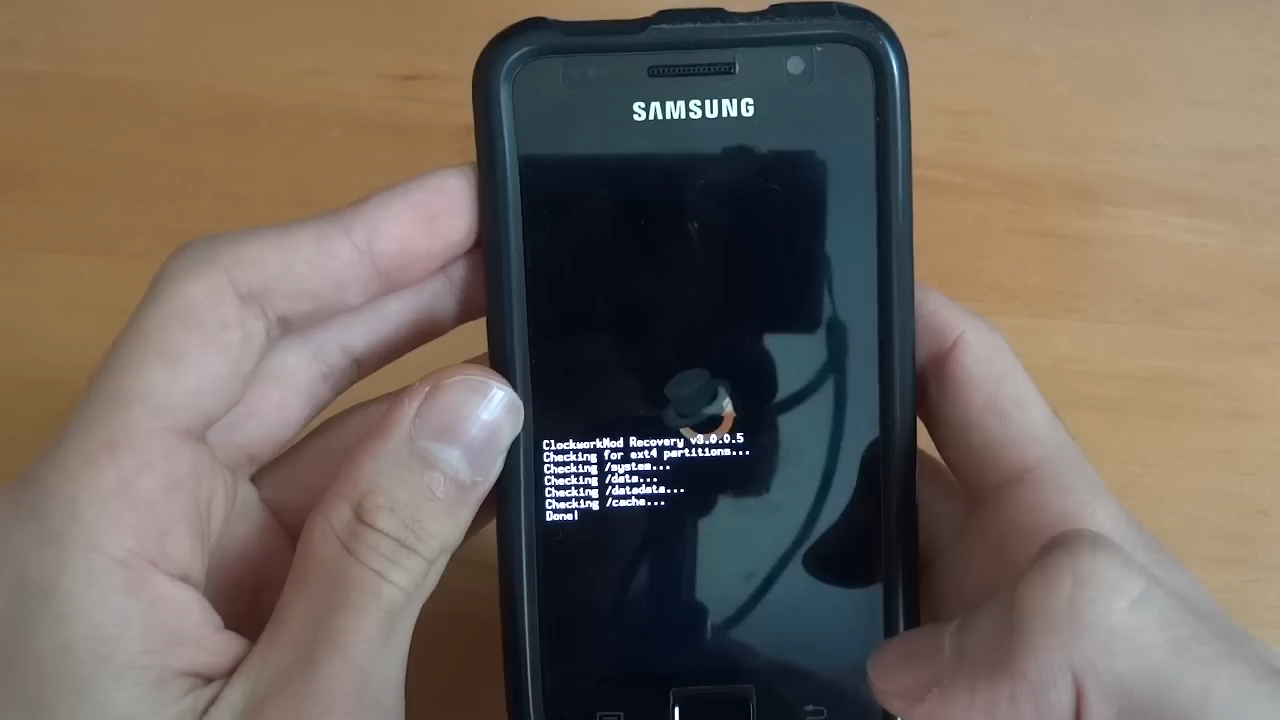 SAMSUNG
ClockworkMod Recovery v3.0.0.5
Checking for ext4 partitions...
Checking /system...
Checking /data...
Checking /datadata...
Checking /cache...
Done!